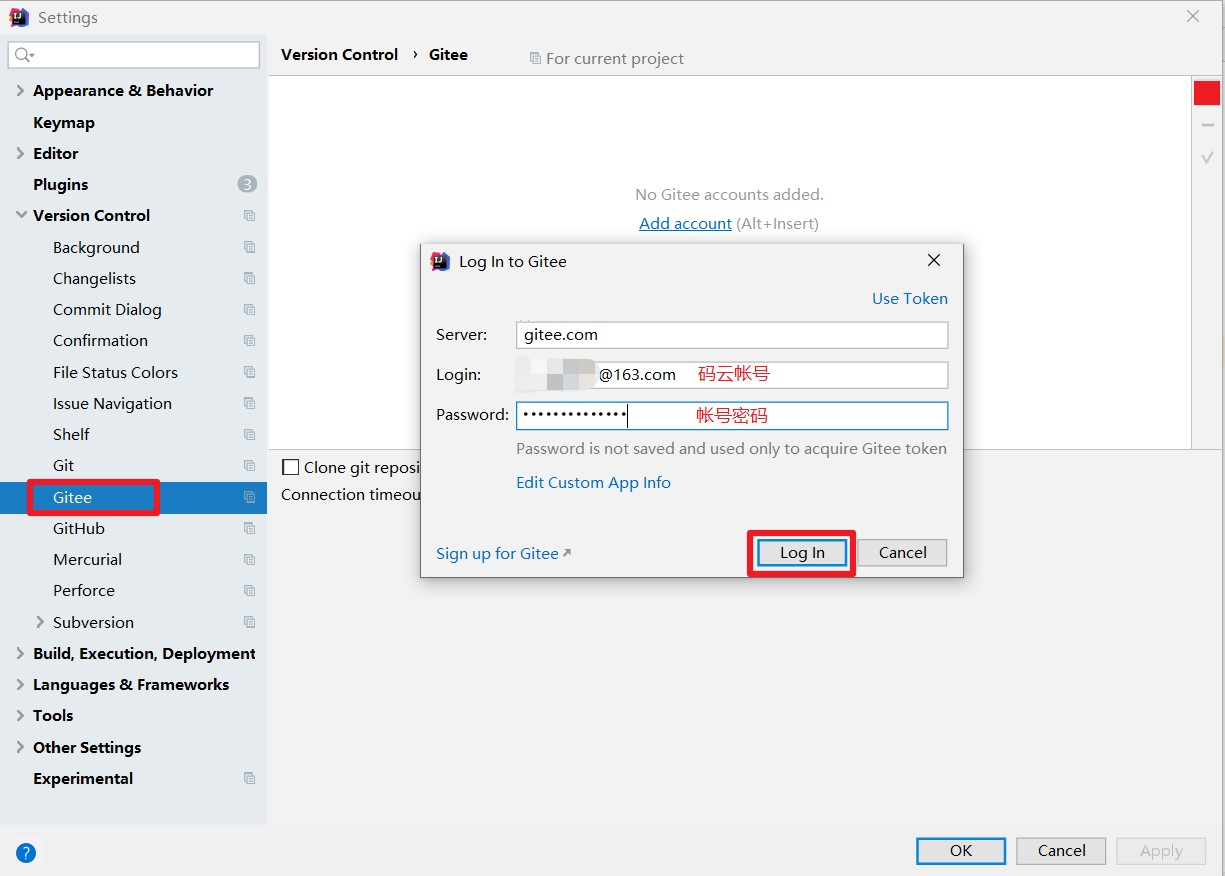 Settings
Version Control › Gitee For current project
Appearance & Behavior
Keymap
Editor
Plugins 3
Version Control
Background
Changelists
Commit Dialog
Confirmation
File Status Colors
Issue Navigation
Shelf
Git
Gitee
GitHub
Mercurial
Perforce
Subversion
Build, Execution, Deployment
Languages & Frameworks
Tools
Other Settings
Experimental
No Gitee accounts added.
Add account (Alt+Insert)
Log In to Gitee
Use Token
Server: gitee.com
Login: @163.com 码云帐号
Password: •••••••••••••• 帐号密码
Password is not saved and used only to acquire Gitee token
Edit Custom App Info
Sign up for Gitee
Log In Cancel
Clone git reposi
Connection timeou
? OK Cancel Apply